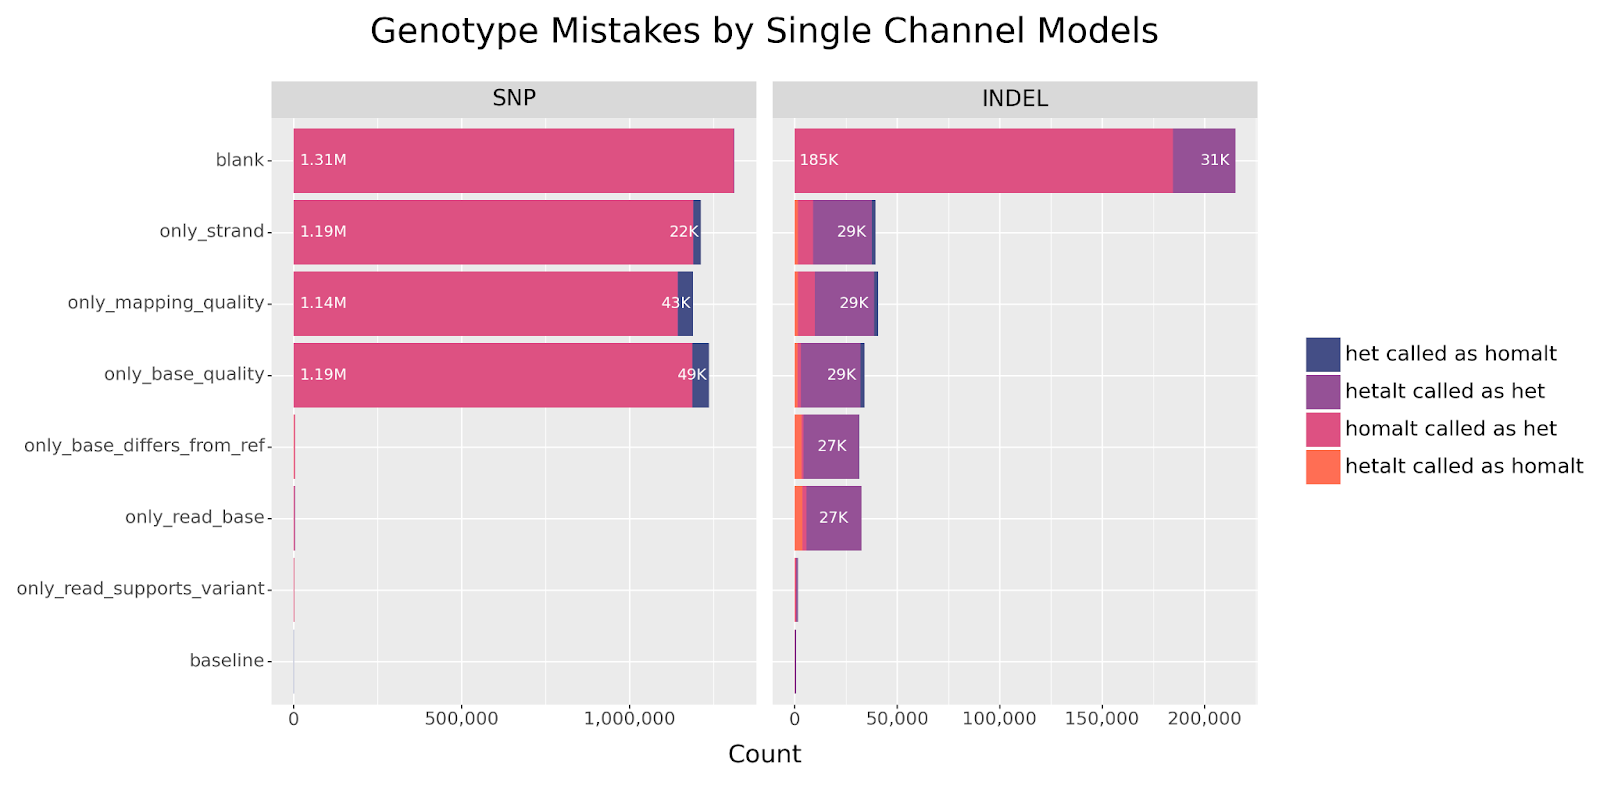 Genotype Mistakes by Single Channel Models
SNP
INDEL
blank
1.31M
185K
31K
only_strand
1.19M
22K
29K
only_mapping_quality
1.14M
43K
29K
only_base_quality
1.19M
49K
29K
only_base_differs_from_ref
27K
only_read_base
27K
only_read_supports_variant
baseline
0
500,000
1,000,000
0
50,000
100,000
150,000
200,000
Count
het called as homalt
hetalt called as het
homalt called as het
hetalt called as homalt